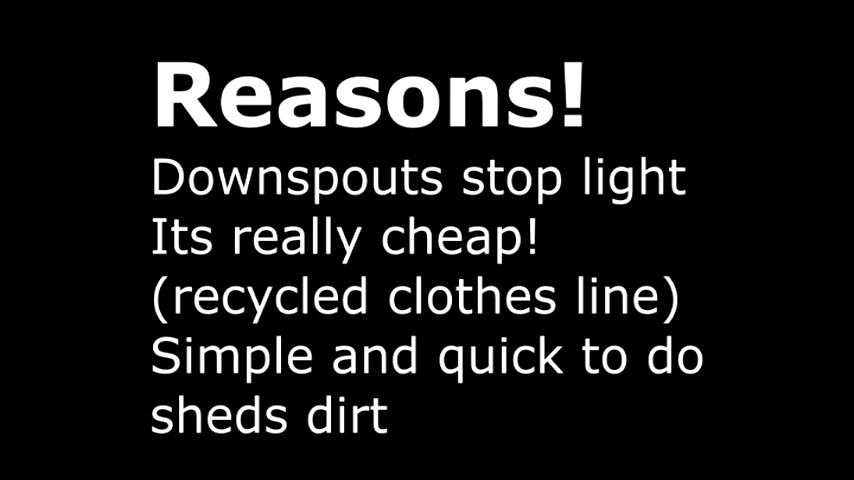 Reasons!
Downspouts stop light
Its really cheap!
(recycled clothes line)
Simple and quick to do
sheds dirt